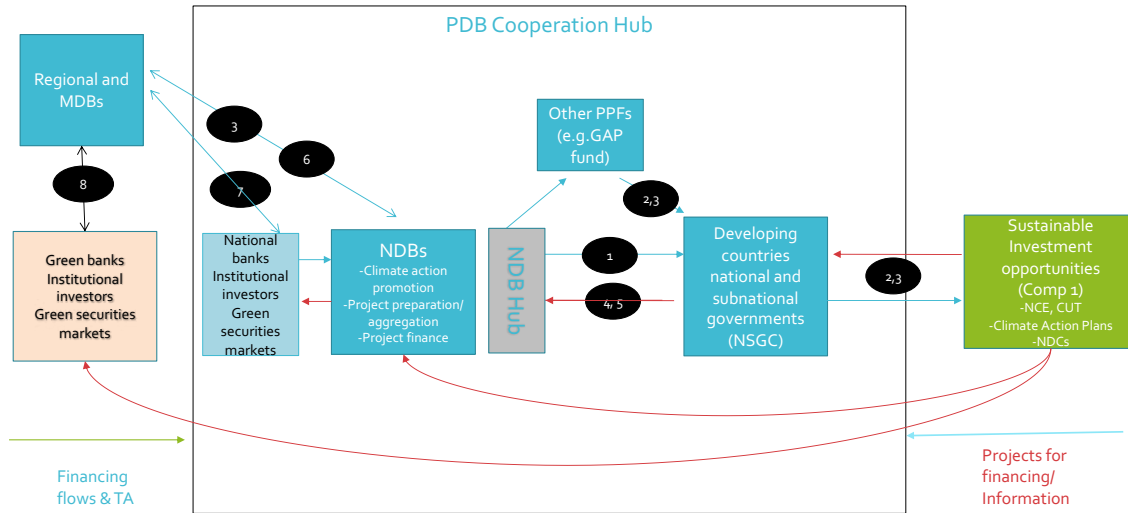 PDB Cooperation Hub
Regional and
MDBs
3
6
7
8
Other PPFs
(e.g.GAP
fund)
2,3
Green banks
Institutional
investors
Green securities
markets
National
banks
Institutional
investors
Green
securities
markets
NDBs
-Climate action
promotion
-Project preparation/
aggregation
-Project finance
NDB Hub
1
4, 5
Developing
countries
national and
subnational
governments
(NSGC)
2,3
Sustainable
Investment
opportunities
(Comp 1)
-NCE, CUT
-Climate Action Plans
-NDCs
Financing
flows & TA
Projects for
financing/
Information